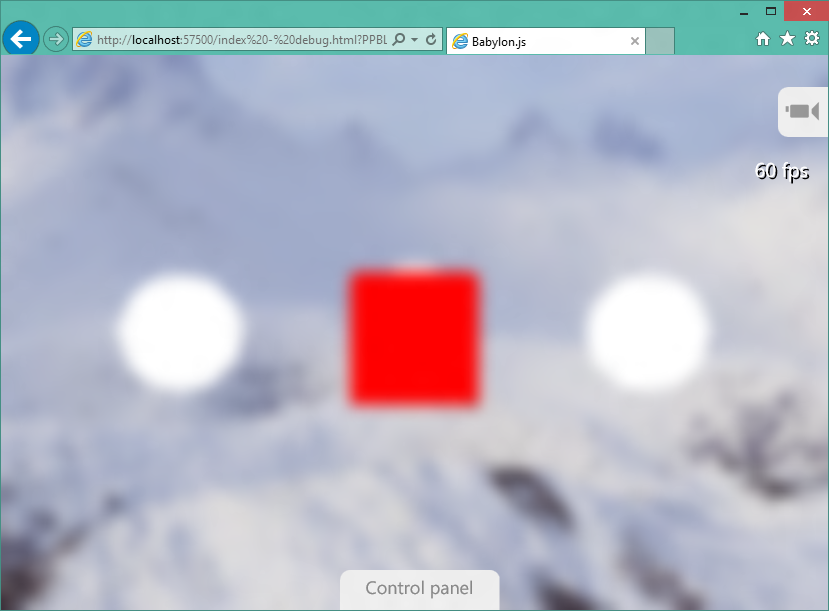 http://localhost:57500/index%20-%20debug.html?PPBL
Babylon.js
60 fps
Control panel